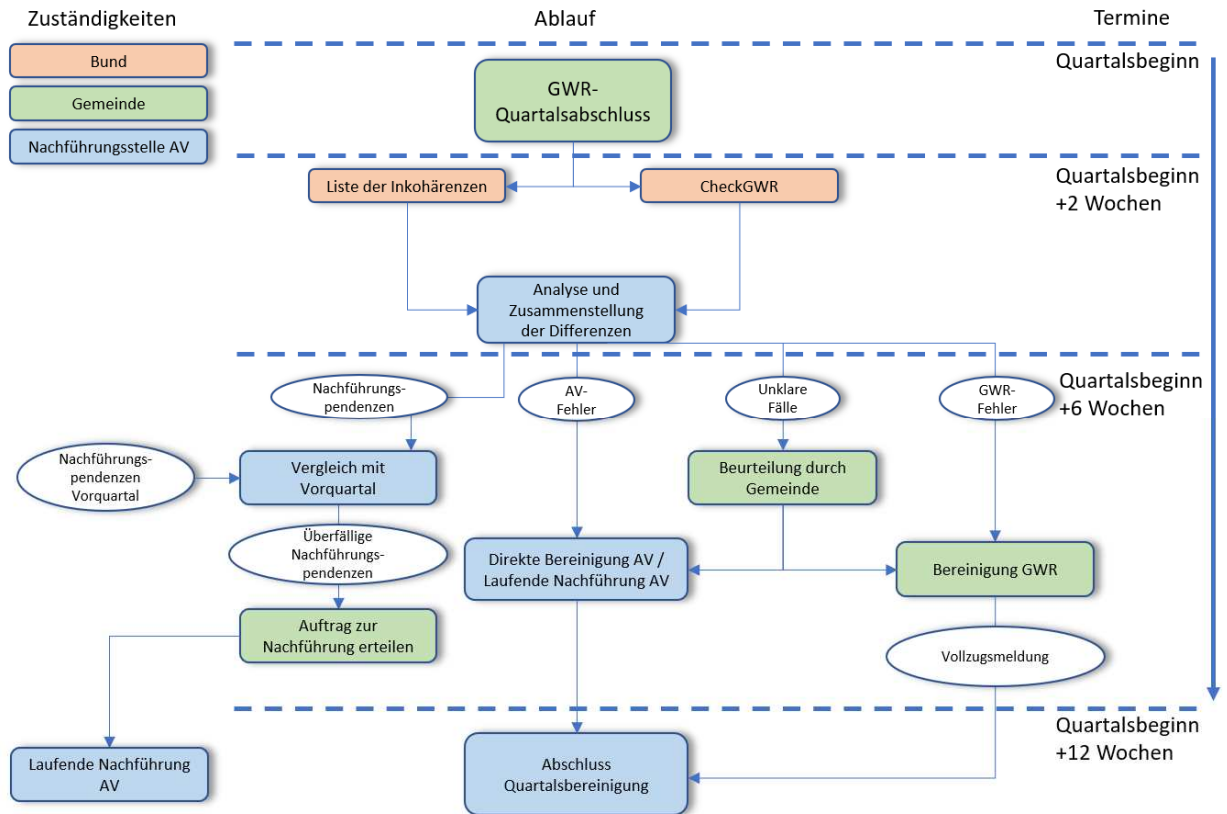 Zuständigkeiten
Ablauf
Termine
Bund
Gemeinde
Nachführungsstelle AV
Quartalsbeginn
GWR-
Quartalsabschluss
Quartalsbeginn
+2 Wochen
Liste der Inkohärenzen
CheckGWR
Analyse und
Zusammenstellung
der Differenzen
Quartalsbeginn
+6 Wochen
Nachführungs-
pendenzen
AV-
Fehler
Unklare
Fälle
GWR-
Fehler
Nachführungs-
pendenzen
Vorquartal
Vergleich mit
Vorquartal
Beurteilung durch
Gemeinde
Überfällige
Nachführungs-
pendenzen
Direkte Bereinigung AV /
Laufende Nachführung AV
Bereinigung GWR
Auftrag zur
Nachführung erteilen
Vollzugsmeldung
Quartalsbeginn
+12 Wochen
Laufende Nachführung
AV
Abschluss
Quartalsbereinigung